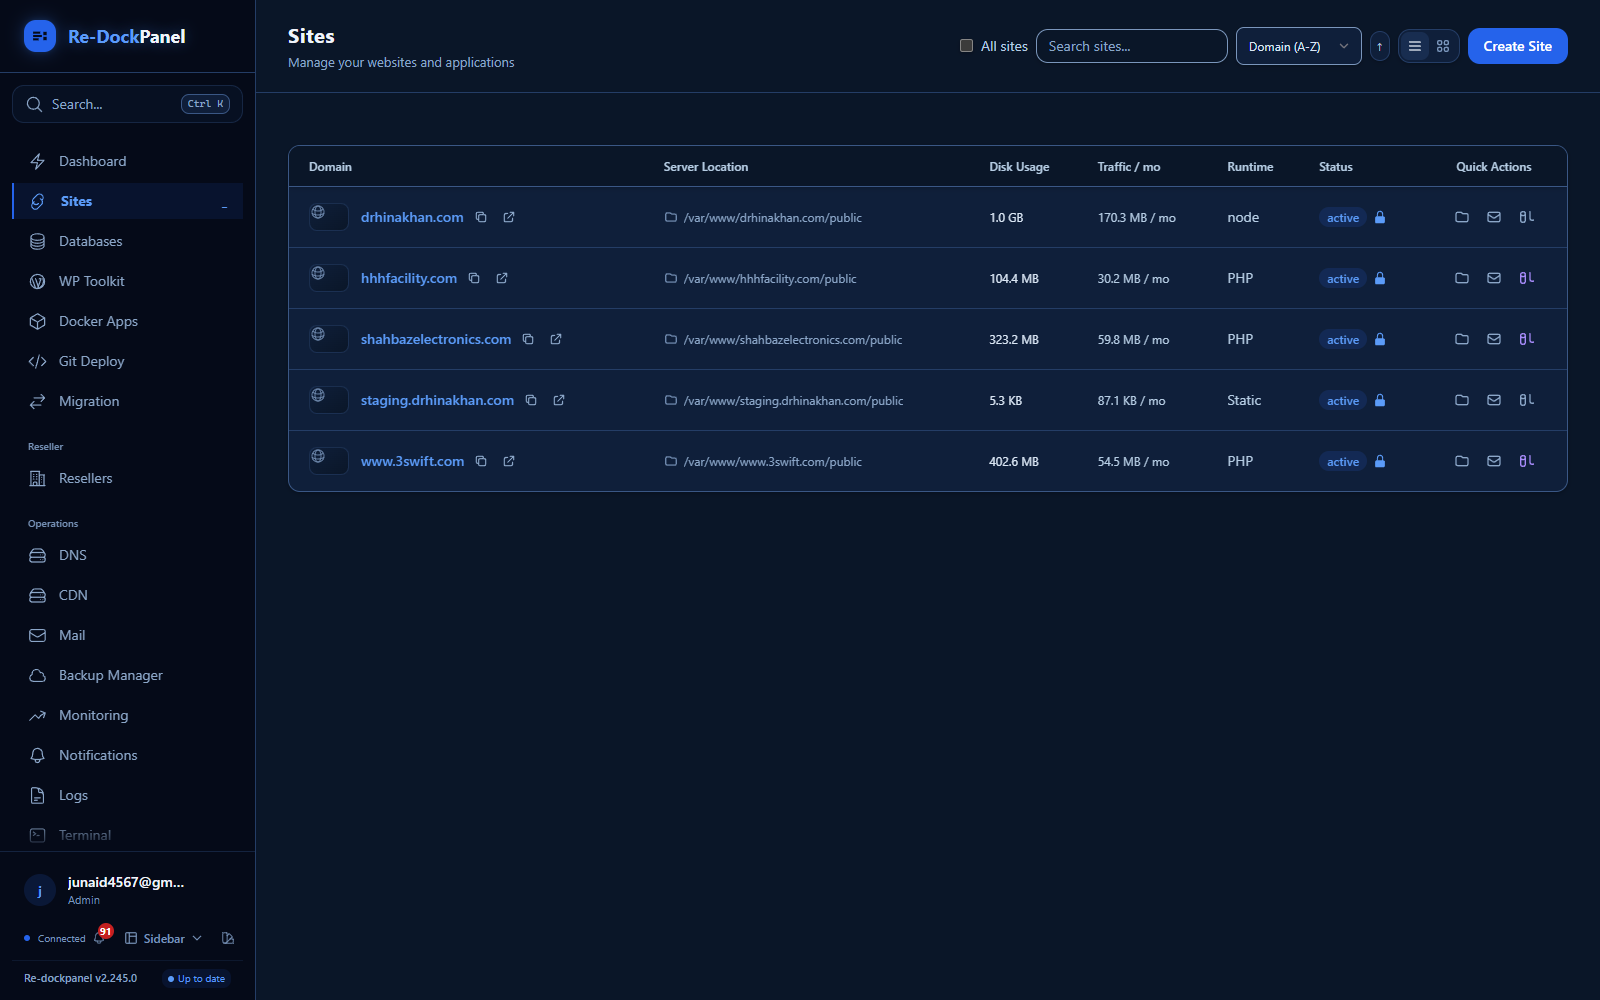 Re-DockPanel
Search...
Ctrl K
Dashboard
Sites
Databases
WP Toolkit
Docker Apps
Git Deploy
Migration
Reseller
Resellers
Operations
DNS
CDN
Mail
Backup Manager
Monitoring
Notifications
Logs
Terminal
j
junaid4567@gm...
Admin
Connected
91
Sidebar
Re-dockpanel v2.245.0
Up to date
Sites
Manage your websites and applications
All sites
Search sites...
Domain (A-Z)
↑
Create Site
Domain Server Location Disk Usage Traffic / mo Runtime Status Quick Actions
drhinakhan.com /var/www/drhinakhan.com/public 1.0 GB 170.3 MB / mo node active
hhhfacility.com /var/www/hhhfacility.com/public 104.4 MB 30.2 MB / mo PHP active
shahbazelectronics.com /var/www/shahbazelectronics.com/public 323.2 MB 59.8 MB / mo PHP active
staging.drhinakhan.com /var/www/staging.drhinakhan.com/public 5.3 KB 87.1 KB / mo Static active
www.3swift.com /var/www/www.3swift.com/public 402.6 MB 54.5 MB / mo PHP active